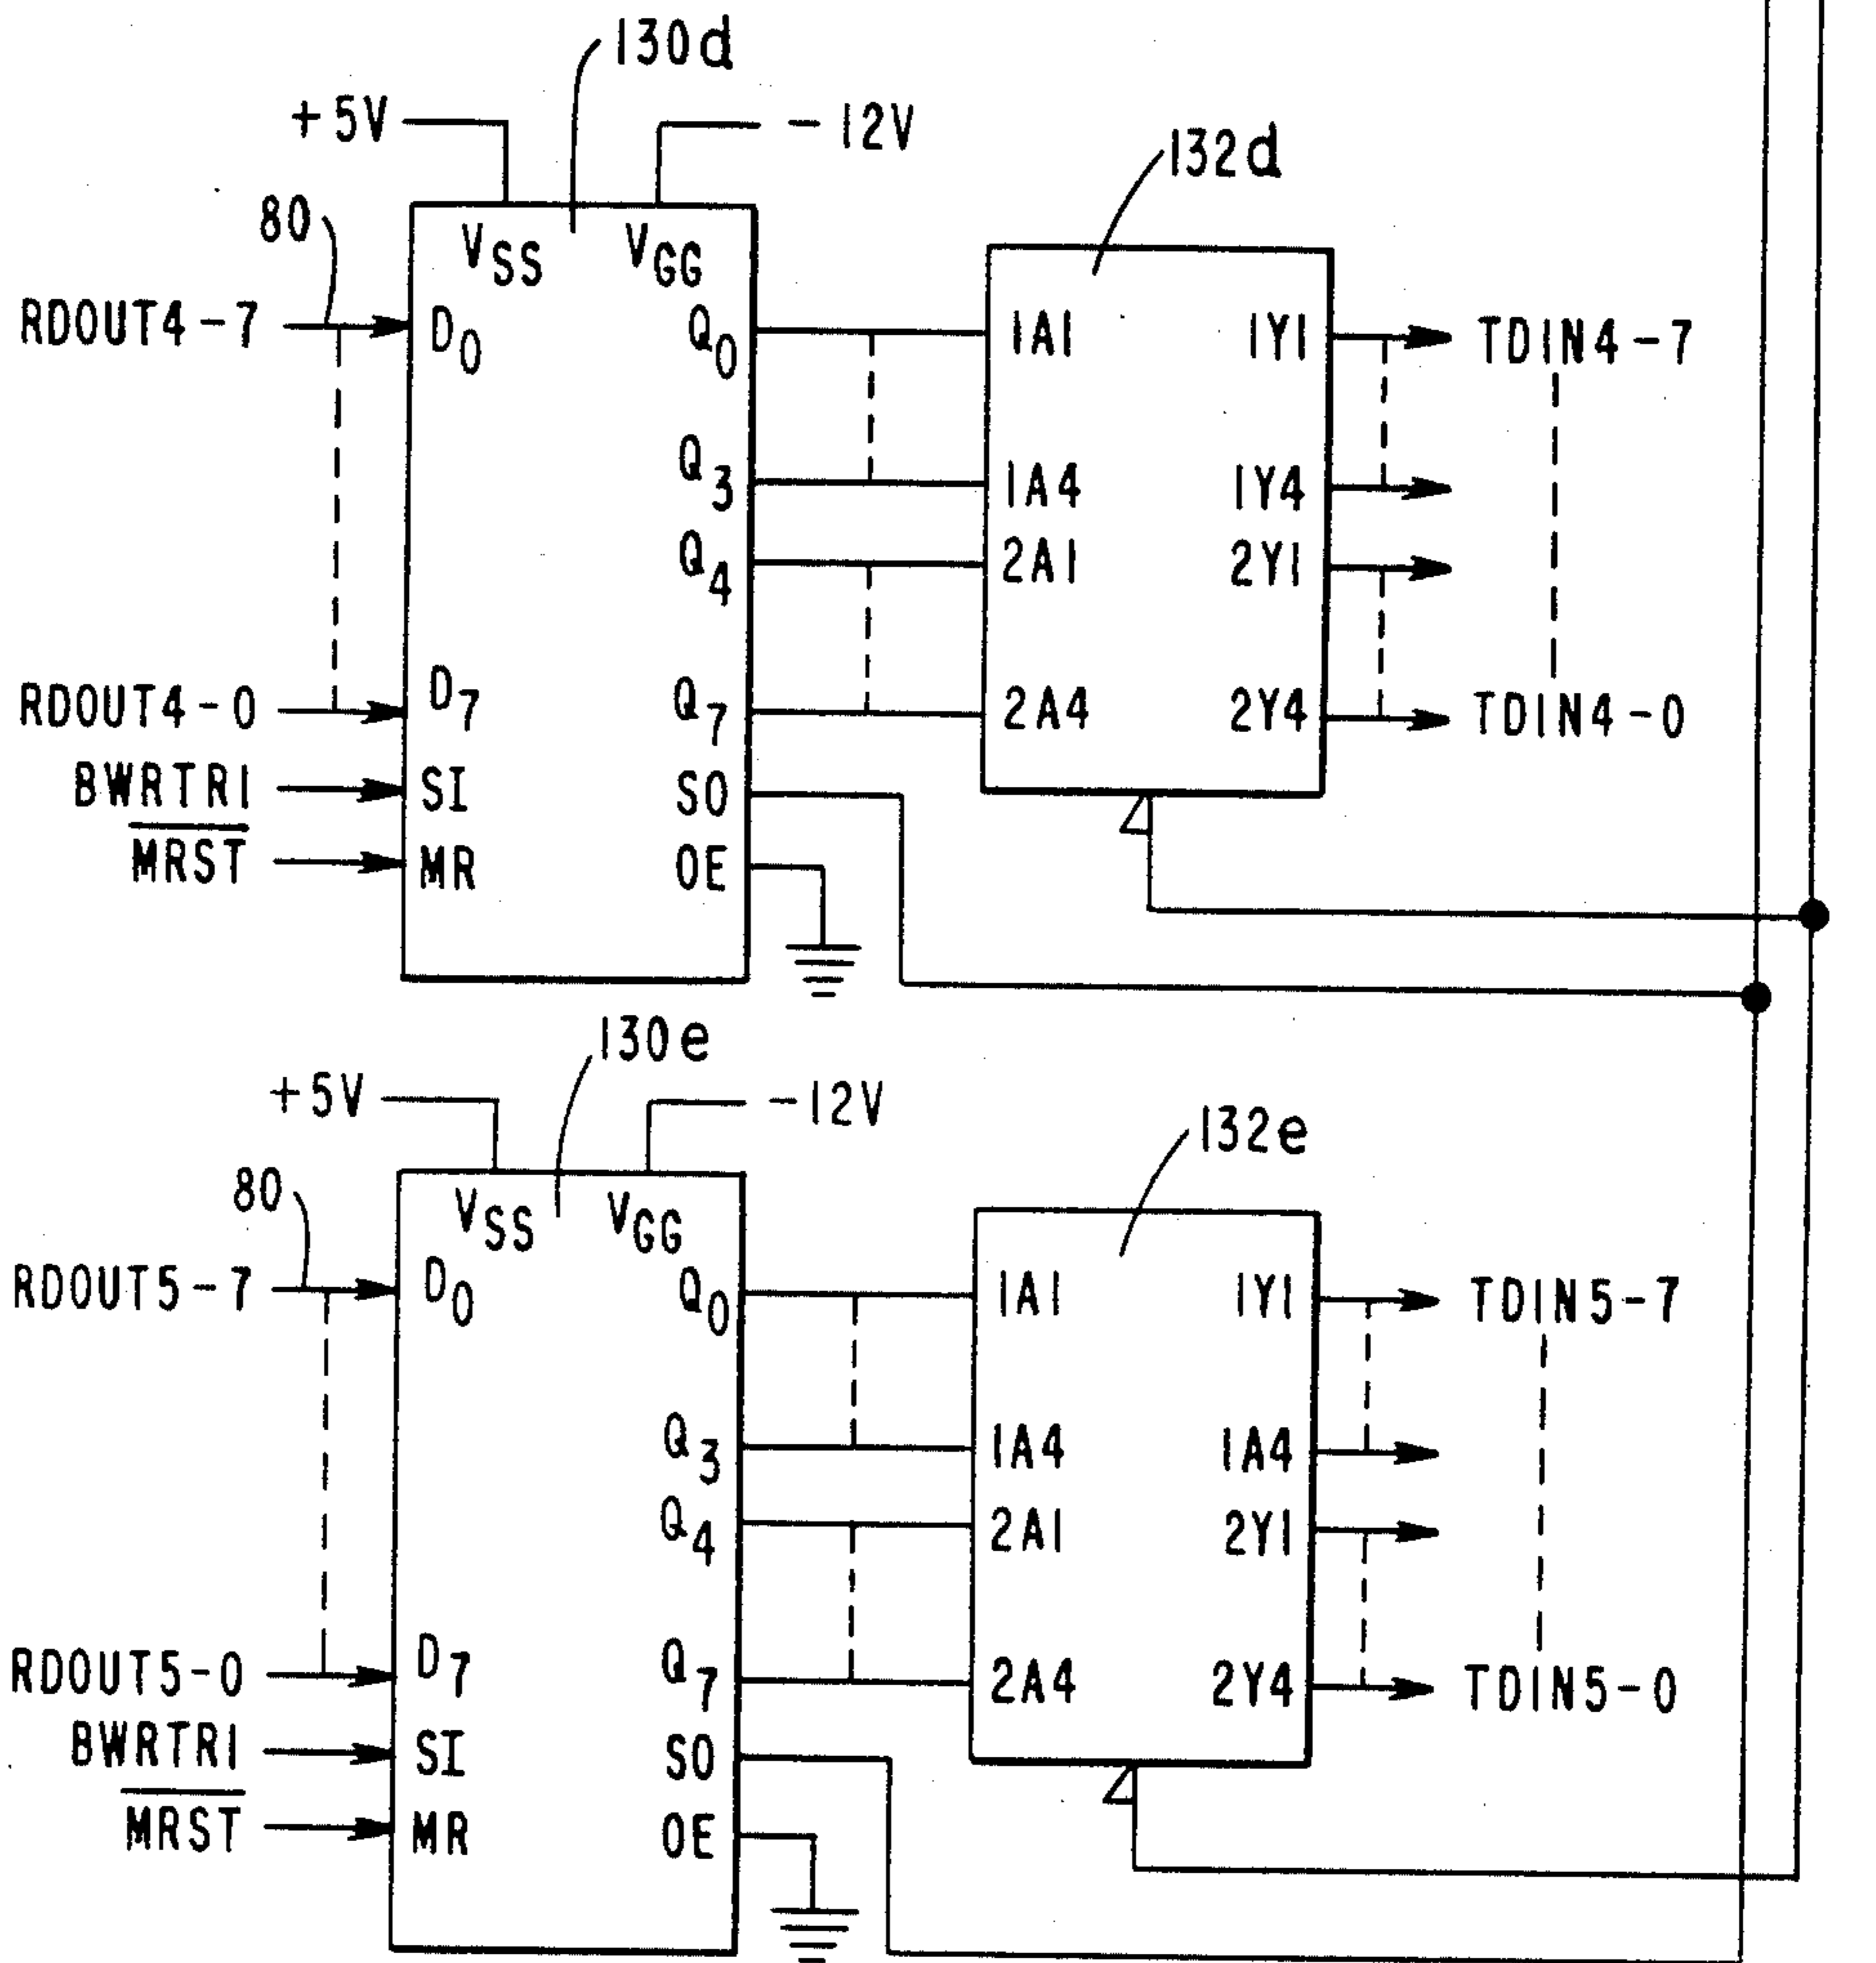 130d
+5V
-12V
132d
80
VSS
VGG
RDOUT4-7
D0
Q0
1A1
1Y1
TDIN4-7
Q3
1A4
1Y4
Q4
2A1
2Y1
RDOUT4-0
D7
Q7
2A4
2Y4
TDIN4-0
BWRTR1
SI
SO
MRST
MR
OE
130e
+5V
-12V
132e
80
VSS
VGG
RDOUT5-7
D0
Q0
1A1
1Y1
TDIN5-7
Q3
1A4
1A4
Q4
2A1
2Y1
RDOUT5-0
D7
Q7
2A4
2Y4
TDIN5-0
BWRTR1
SI
SO
MRST
MR
OE